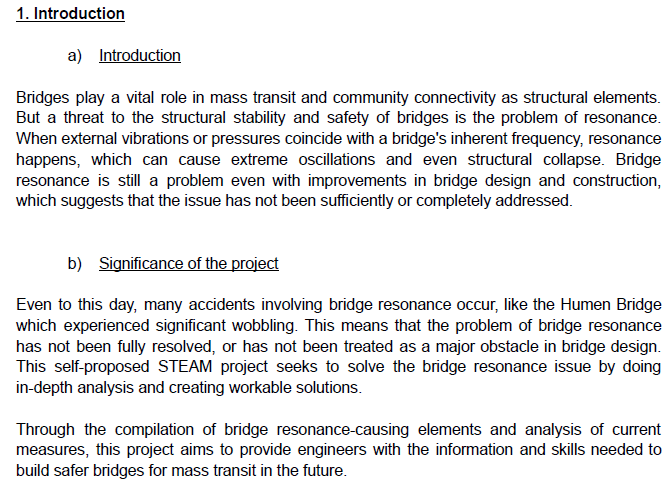 1. Introduction
a) Introduction
Bridges play a vital role in mass transit and community connectivity as structural elements.
But a threat to the structural stability and safety of bridges is the problem of resonance.
When external vibrations or pressures coincide with a bridge's inherent frequency, resonance
happens, which can cause extreme oscillations and even structural collapse. Bridge
resonance is still a problem even with improvements in bridge design and construction,
which suggests that the issue has not been sufficiently or completely addressed.
b) Significance of the project
Even to this day, many accidents involving bridge resonance occur, like the Humen Bridge
which experienced significant wobbling. This means that the problem of bridge resonance
has not been fully resolved, or has not been treated as a major obstacle in bridge design.
This self-proposed STEAM project seeks to solve the bridge resonance issue by doing
in-depth analysis and creating workable solutions.
Through the compilation of bridge resonance-causing elements and analysis of current
measures, this project aims to provide engineers with the information and skills needed to
build safer bridges for mass transit in the future.